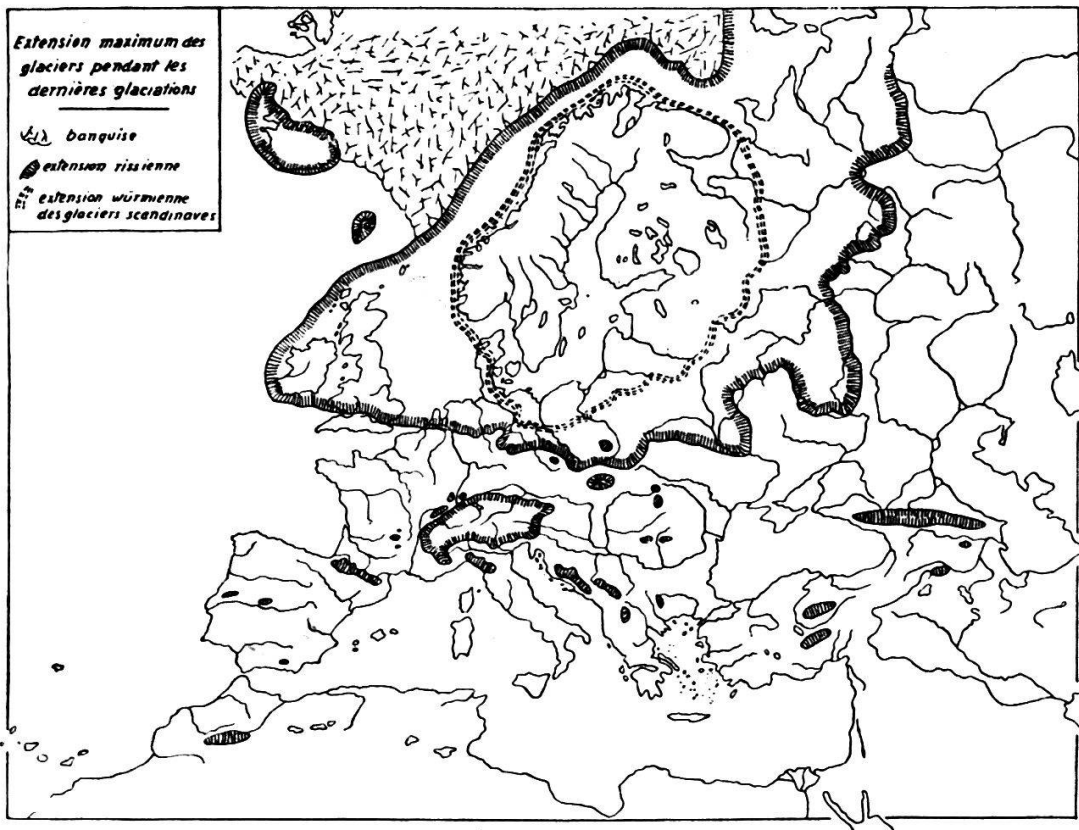 Extension maximum des
glaciers pendant les
dernières glaciations
banquise
extension rissienne
extension würmienne
des glaciers scandinaves